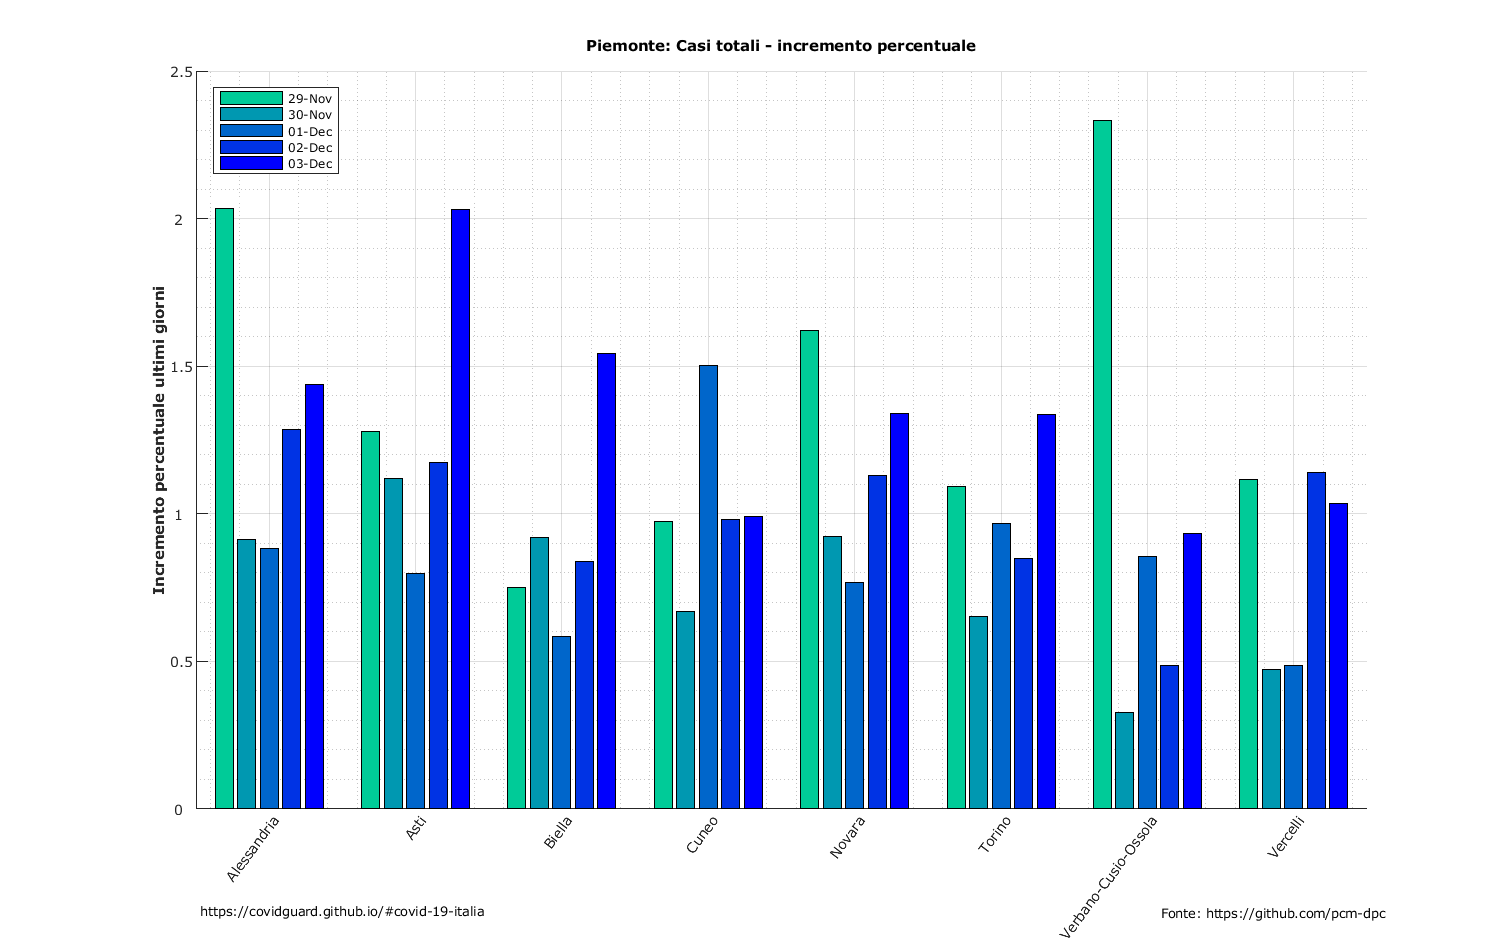 Piemonte: Casi totali - incremento percentuale
Incremento percentuale ultimi giorni
2.5
2
1.5
1
0.5
0
29-Nov
30-Nov
01-Dec
02-Dec
03-Dec
Alessandria
Asti
Biella
Cuneo
Novara
Torino
Verbano-Cusio-Ossola
Vercelli
https://covidguard.github.io/#covid-19-italia
Fonte: https://github.com/pcm-dpc